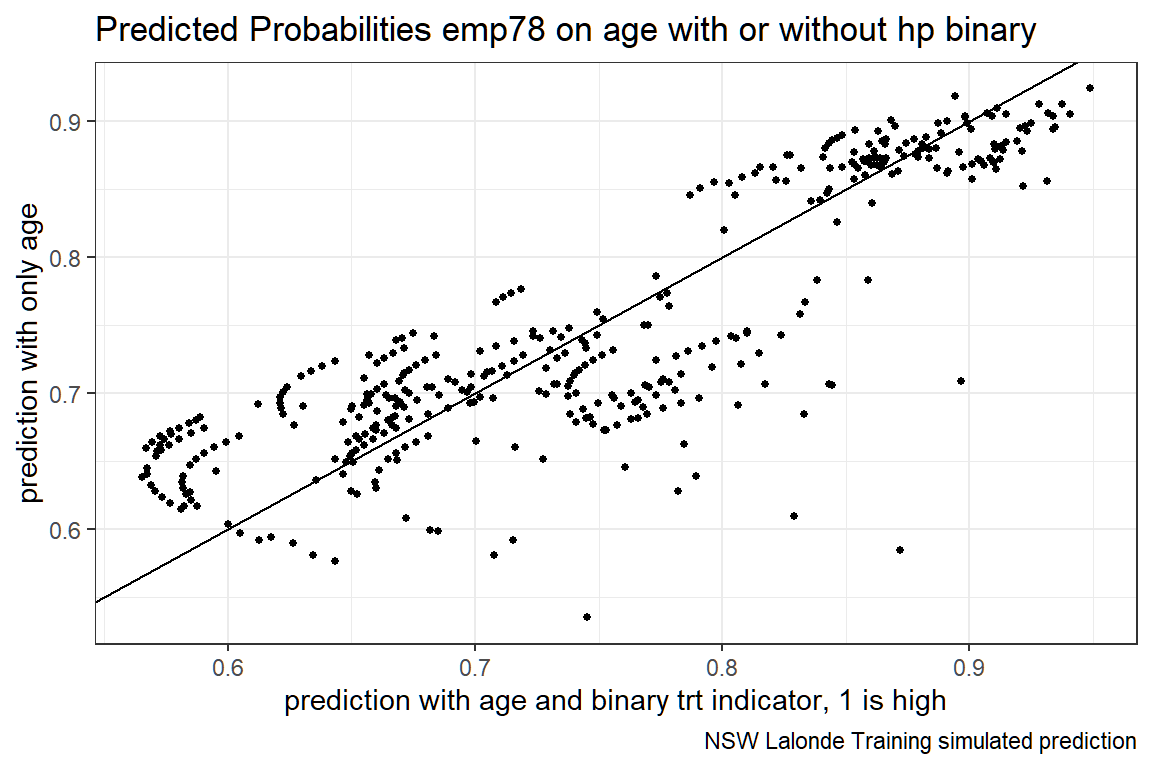 Predicted Probabilities emp78 on age with or without hp binary
prediction with only age
0.9
0.8
0.7
0.6
0.6 0.7 0.8 0.9
prediction with age and binary trt indicator, 1 is high
NSW Lalonde Training simulated prediction